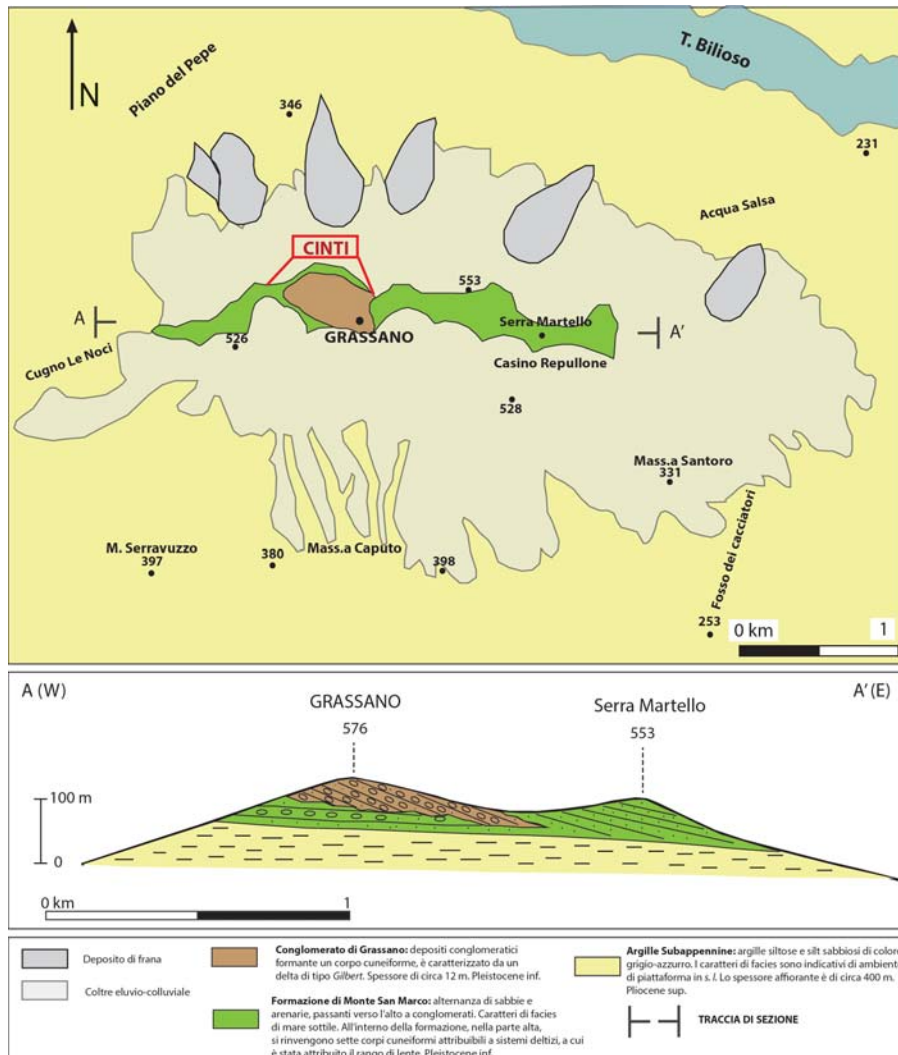 T. Bilioso
Piano del Pepe
N
346
231
Acqua Salsa
CINTI
553
A
A'
Serra Martello
GRASSANO
526
Cugno Le Noci
Casino Repullone
528
Mass.a Santoro
331
Fosso dei cacciatori
M. Serravuzzo
397
380
Mass.a Caputo
398
253
0 km 1
A (W)
A' (E)
GRASSANO
576
Serra Martello
553
100 m
0
0 km 1
Deposito di frana
Coltre eluvio-colluviale
Conglomerato di Grassano: depositi conglomeratici
formante un corpo cuneiforme, è caratterizzato da un
delta di tipo Gilbert. Spessore di circa 12 m. Pleistocene inf.
Formazione di Monte San Marco: alternanza di sabbie e
arenarie, passanti verso l'alto a conglomerati. Caratteri di facies
di mare sottile. All'interno della formazione, nella parte alta,
si rinvengono sette corpi cuneiformi attribuibili a sistemi deltizi, a cui
è stata attribuito il rango di lente. Pleistocene inf.
Argille Subappennine: argille siltose e silt sabbiosi di colore
grigio-azzurro. I caratteri di facies sono indicativi di ambiente
di piattaforma in s. l. Lo spessore affiorante è di circa 400 m.
Pliocene sup.
TRACCIA DI SEZIONE